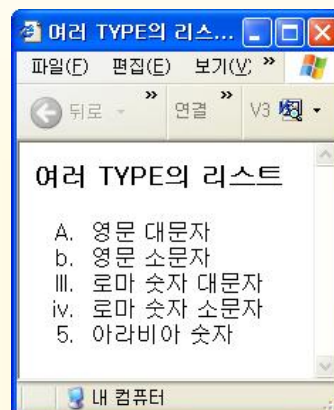 여러 TYPE의 리스...
파일(F) 편집(E) 보기(V) »
뒤로 » 연결 » V3
여러 TYPE의 리스트
A. 영문 대문자
b. 영문 소문자
III. 로마 숫자 대문자
iv. 로마 숫자 소문자
5. 아라비아 숫자
내 컴퓨터